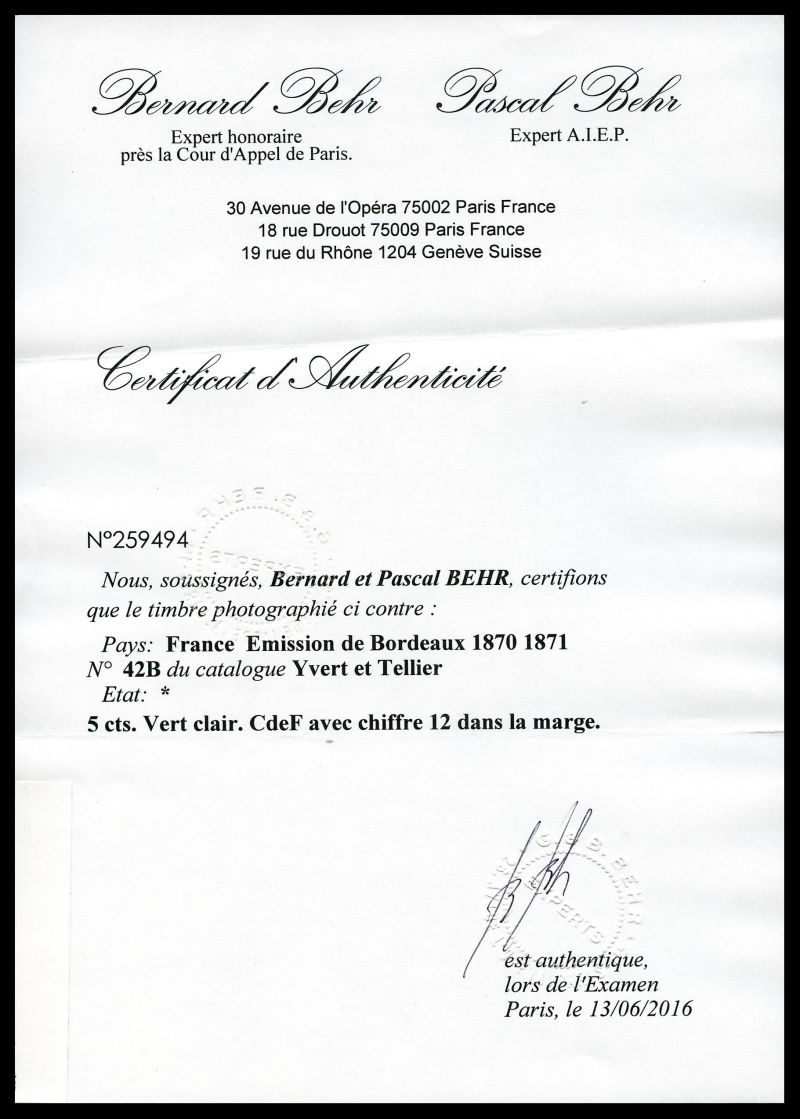 Bernard Behr
Expert honoraire
près la Cour d'Appel de Paris.
Pascal Behr
Expert A.I.E.P.
30 Avenue de l'Opéra 75002 Paris France
18 rue Drouot 75009 Paris France
19 rue du Rhône 1204 Genève Suisse
Certificat d'Authenticité
N°259494
Nous, soussignés, Bernard et Pascal BEHR, certifions
que le timbre photographié ci contre :
Pays: France Emission de Bordeaux 1870 1871
N° 42B du catalogue Yvert et Tellier
Etat: *
5 cts. Vert clair. CdeF avec chiffre 12 dans la marge.
G. & B. BEHR
EXPERTS
est authentique,
lors de l'Examen
Paris, le 13/06/2016